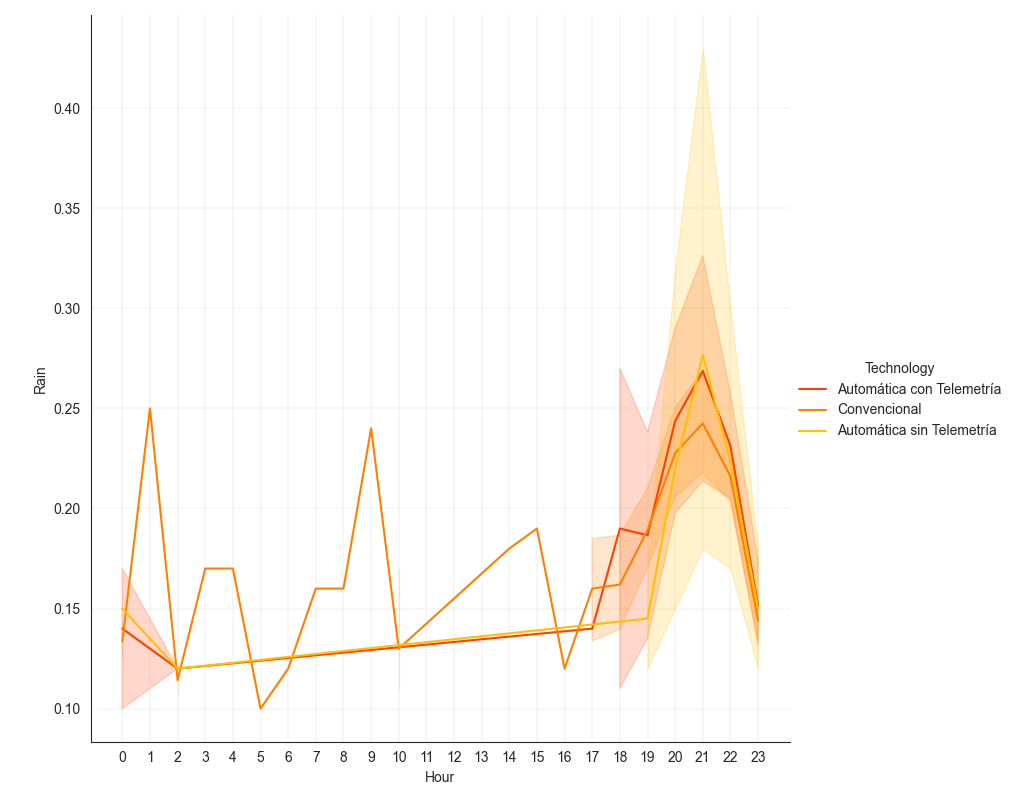 0.40
0.35
0.30
0.25
0.20
0.15
0.10
Rain
0 1 2 3 4 5 6 7 8 9 10 11 12 13 14 15 16 17 18 19 20 21 22 23
Hour
Technology
Automática con Telemetría
Convencional
Automática sin Telemetría